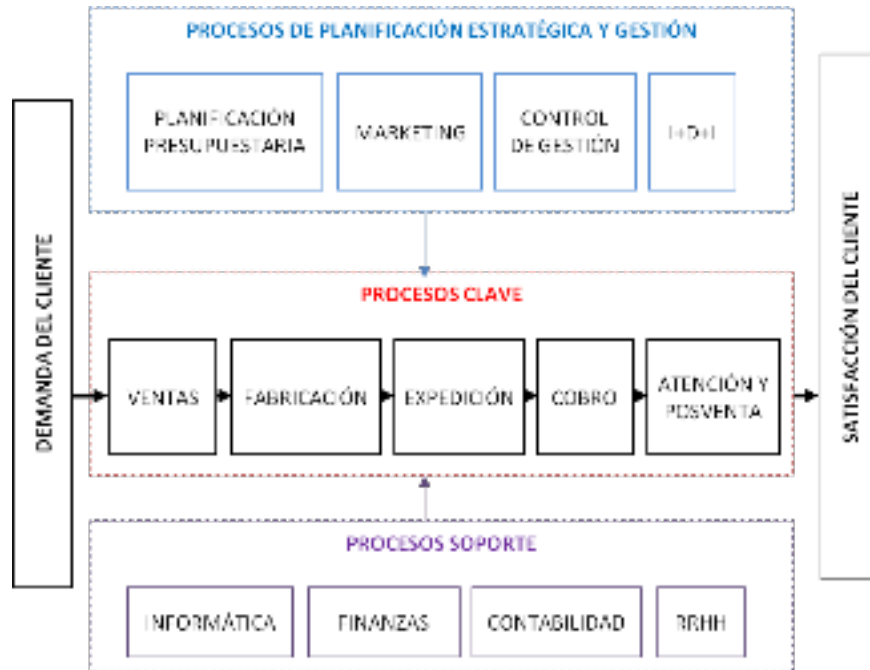 PROCESOS DE PLANIFICACIÓN ESTRATÉGICA Y GESTIÓN
PLANIFICACIÓN
PRESUPUESTARIA
MARKETING
CONTROL
DE GESTIÓN
I+D+I
DEMANDA DEL CLIENTE
PROCESOS CLAVE
VENTAS
FABRICACIÓN
EXPEDICIÓN
COBRO
ATENCIÓN Y
POSVENTA
SATISFACCIÓN DEL CLIENTE
PROCESOS SOPORTE
INFORMÁTICA
FINANZAS
CONTABILIDAD
RRHH